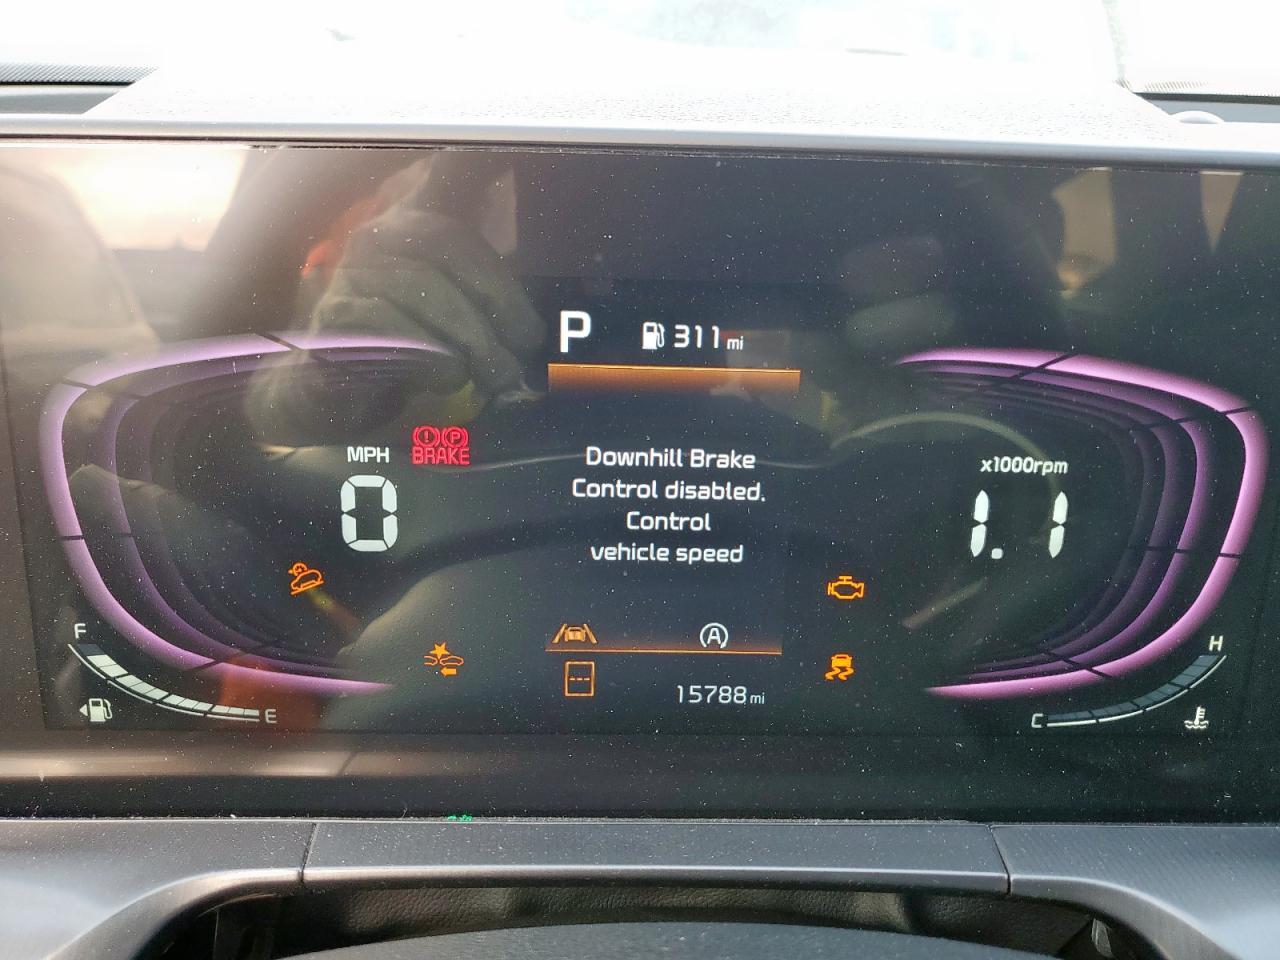 P
311 mi
MPH
(!)(P)
BRAKE
0
Downhill Brake
Control disabled.
Control
vehicle speed
x1000rpm
1.1
A
F
E
15788 mi
H
C